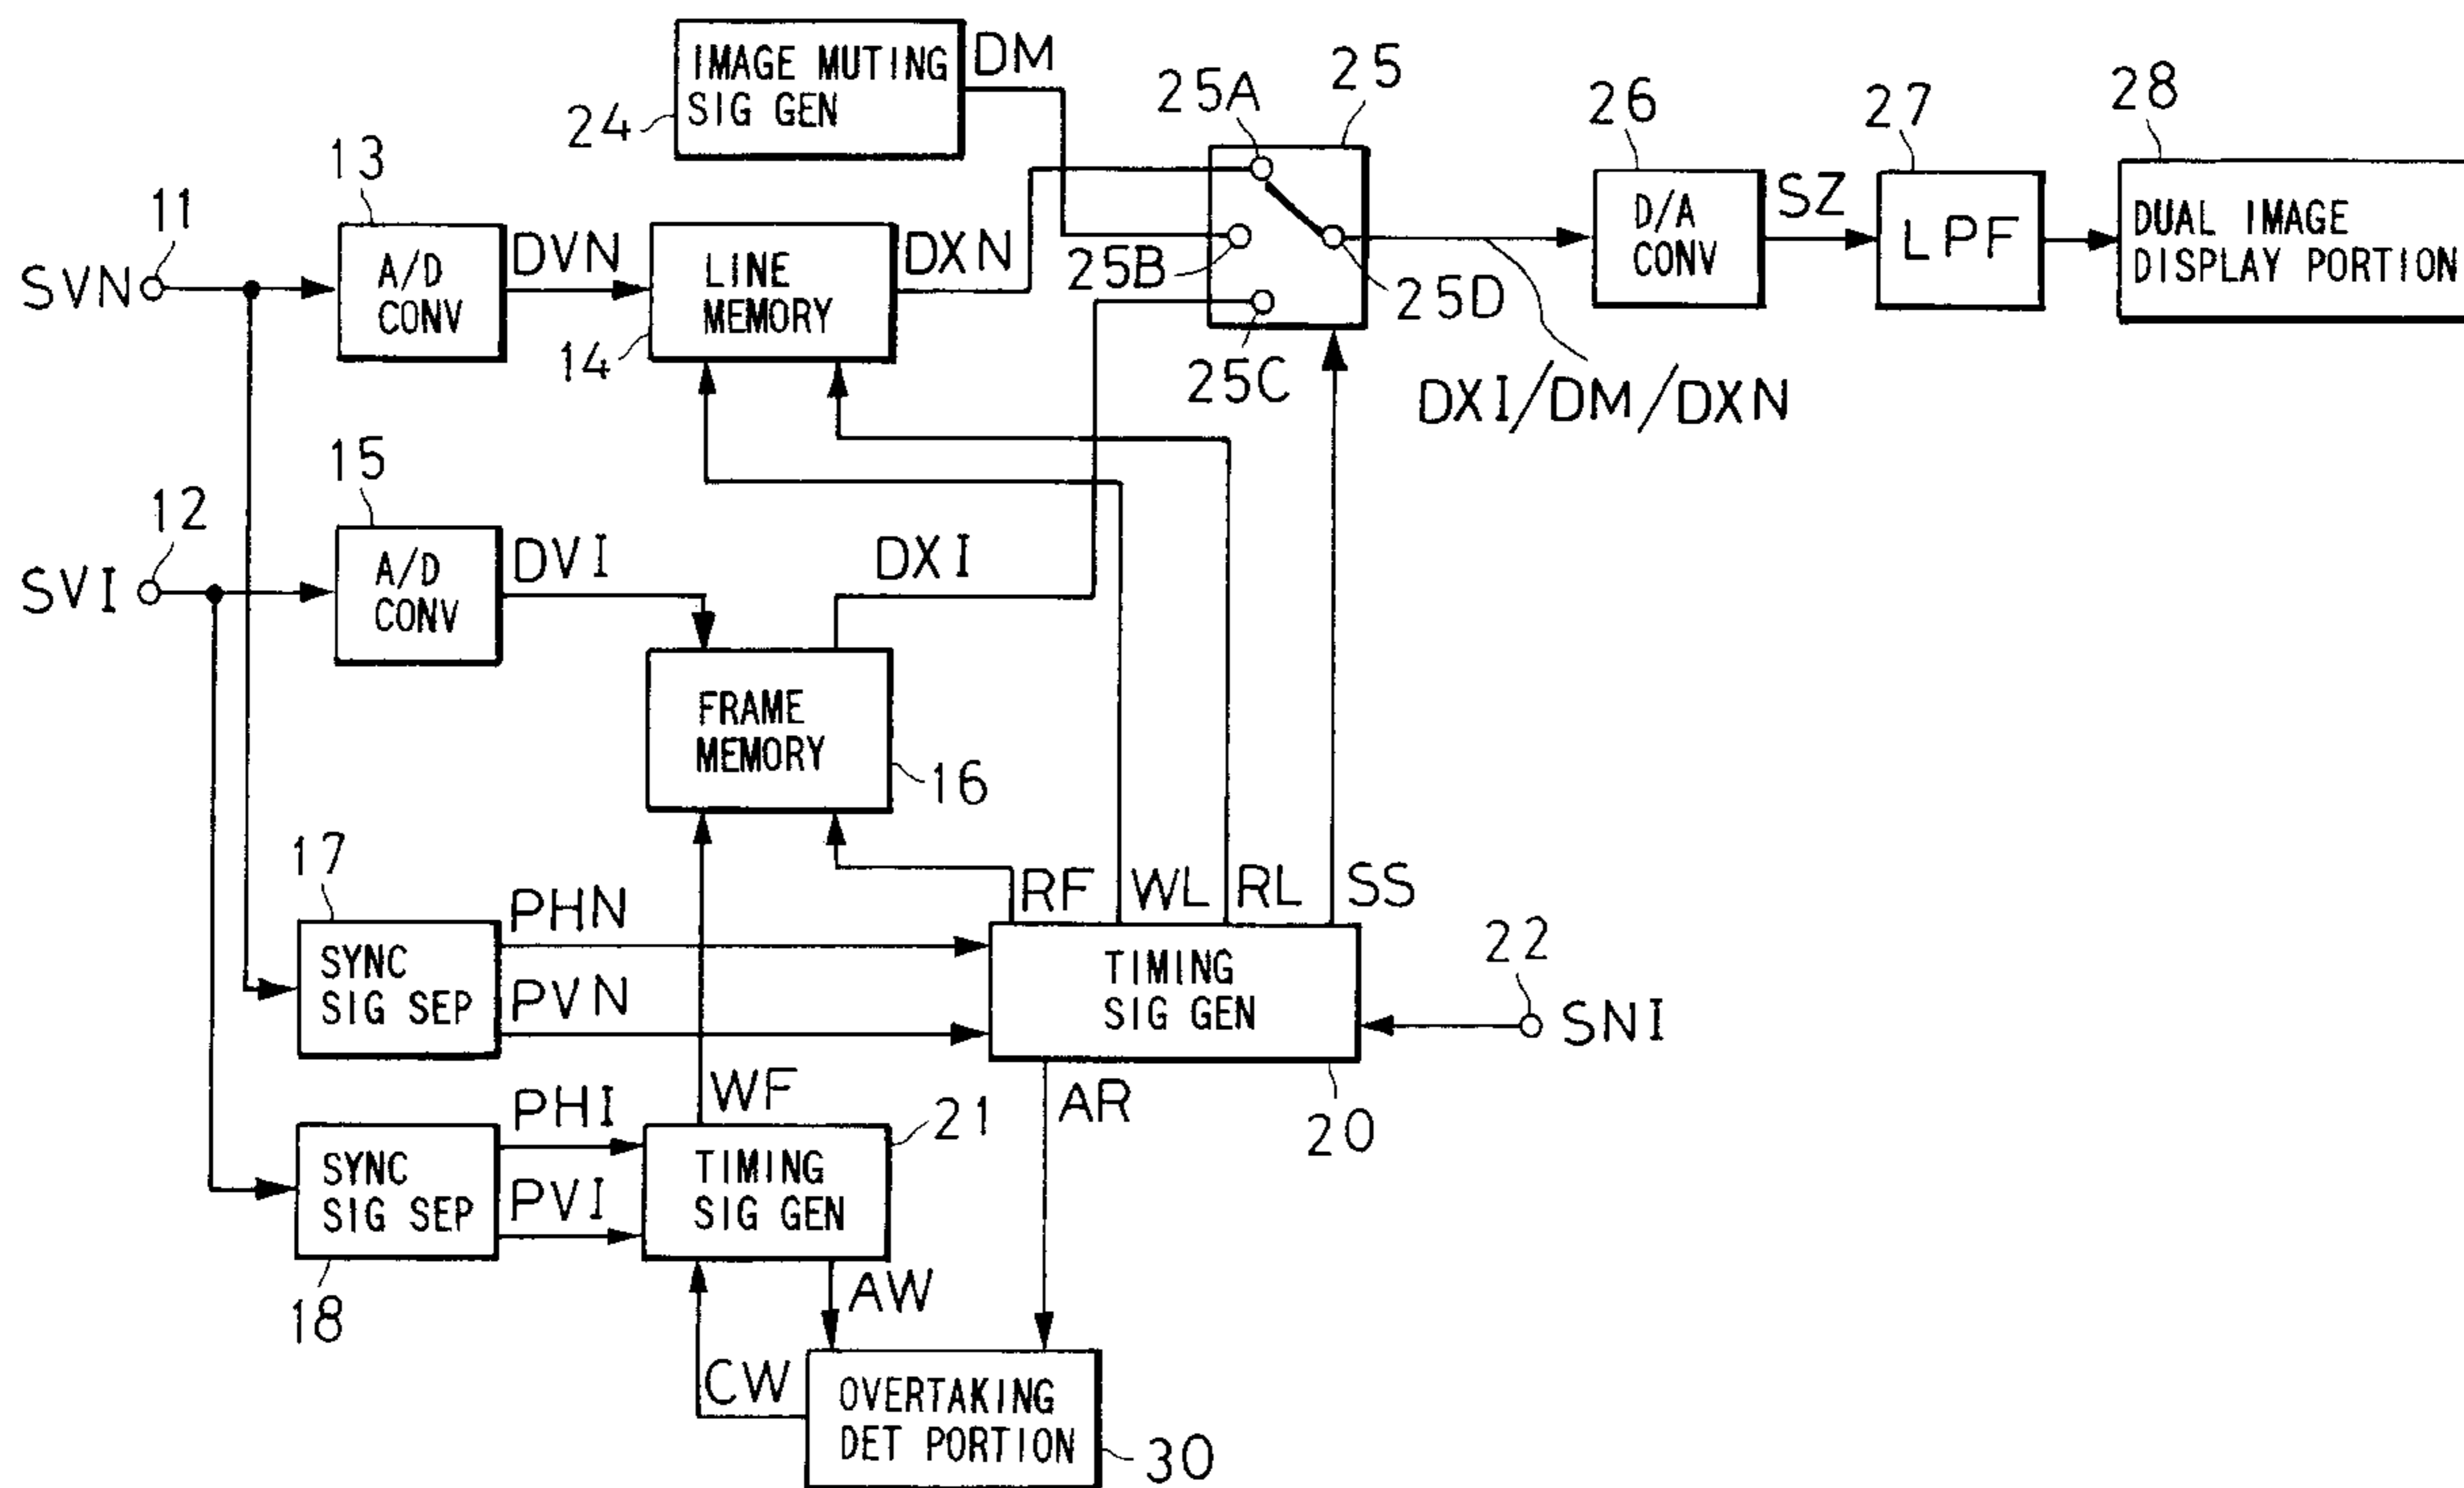 IMAGE MUTING
SIG GEN
DM
24
25A
25
26
27
28
13
11
SVN
A/D
CONV
DVN
LINE
MEMORY
DXN
14
25B
25C
25D
DXI/DM/DXN
D/A
CONV
SZ
LPF
DUAL IMAGE
DISPLAY PORTION
15
12
SVI
A/D
CONV
DVI
DXI
FRAME
MEMORY
16
17
SYNC
SIG SEP
PHN
PVN
RF
WL
RL
SS
TIMING
SIG GEN
22
SNI
20
18
SYNC
SIG SEP
PHI
PVI
WF
21
TIMING
SIG GEN
AR
AW
CW
OVERTAKING
DET PORTION
30